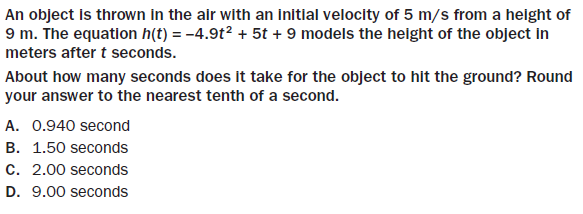 An object is thrown in the air with an initial velocity of 5 m/s from a height of
9 m. The equation h(t) = –4.9t² + 5t + 9 models the height of the object in
meters after t seconds.
About how many seconds does it take for the object to hit the ground? Round
your answer to the nearest tenth of a second.
A. 0.940 second
B. 1.50 seconds
C. 2.00 seconds
D. 9.00 seconds